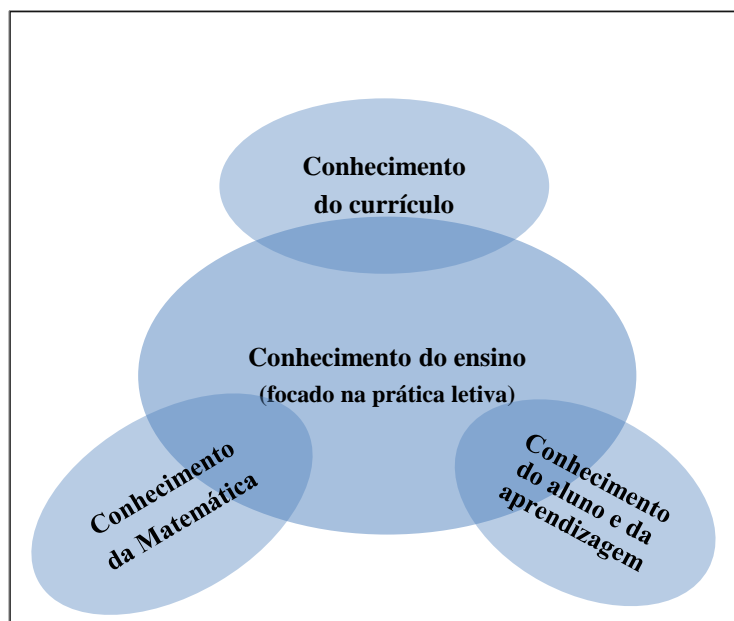 Conhecimento
do currículo
Conhecimento do ensino
(focado na prática letiva)
Conhecimento
da Matemática
Conhecimento
do aluno e da
aprendizagem